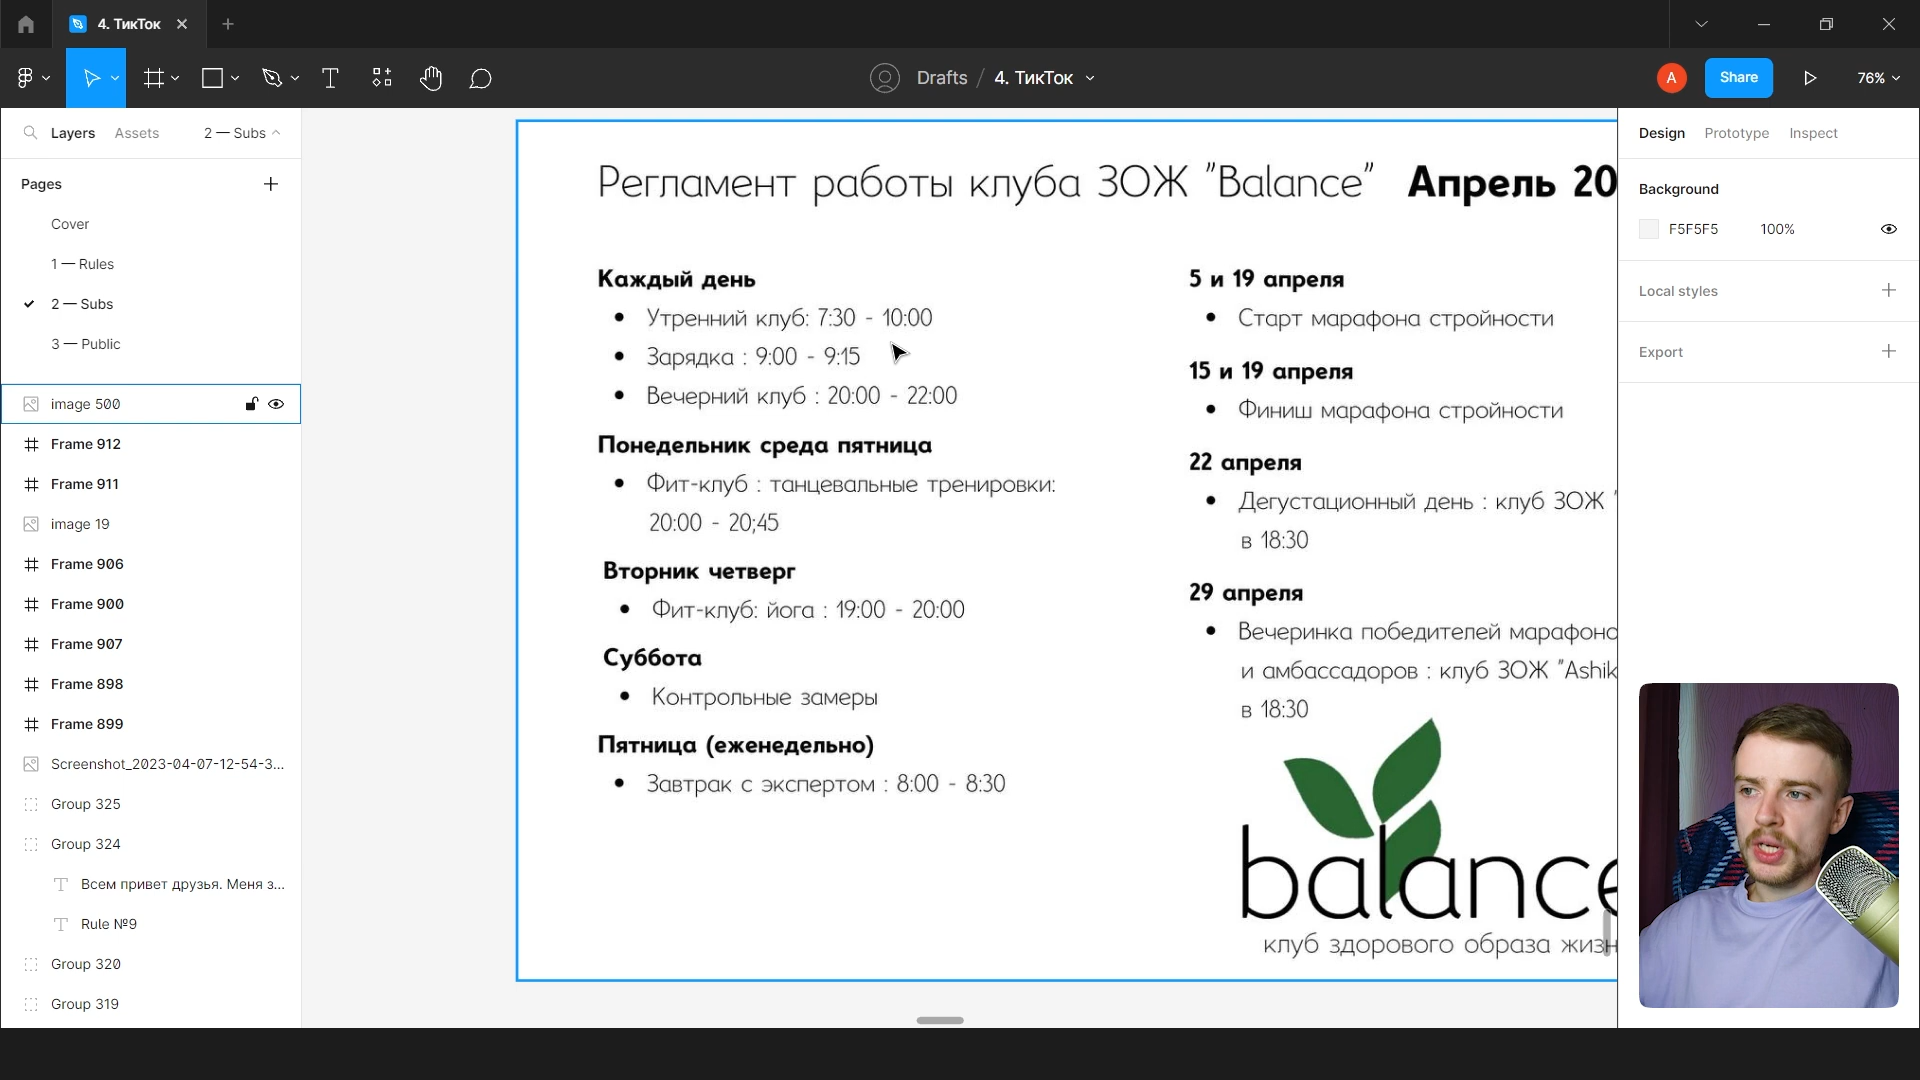 4. ТикТок
Drafts / 4. ТикТок
A
Share
76%
Layers
Assets
2 — Subs
Pages
Cover
1 — Rules
2 — Subs
3 — Public
image 500
Frame 912
Frame 911
image 19
Frame 906
Frame 900
Frame 907
Frame 898
Frame 899
Screenshot_2023-04-07-12-54-3...
Group 325
Group 324
Всем привет друзья. Меня з...
Rule №9
Group 320
Group 319
Регламент работы клуба ЗОЖ "Balance" Апрель 20
Каждый день
• Утренний клуб: 7:30 - 10:00
• Зарядка : 9:00 - 9:15
• Вечерний клуб : 20:00 - 22:00
Понедельник среда пятница
• Фит-клуб : танцевальные тренировки:
20:00 - 20;45
Вторник четверг
• Фит-клуб: йога : 19:00 - 20:00
Суббота
• Контрольные замеры
Пятница (еженедельно)
• Завтрак с экспертом : 8:00 - 8:30
5 и 19 апреля
• Старт марафона стройности
15 и 19 апреля
• Финиш марафона стройности
22 апреля
• Дегустационный день : клуб ЗОЖ "
в 18:30
29 апреля
• Вечеринка победителей марафоно
и амбассадоров : клуб ЗОЖ "Ashik
в 18:30
balance
клуб здорового образа жизн
Design
Prototype
Inspect
Background
F5F5F5 100%
Local styles
Export